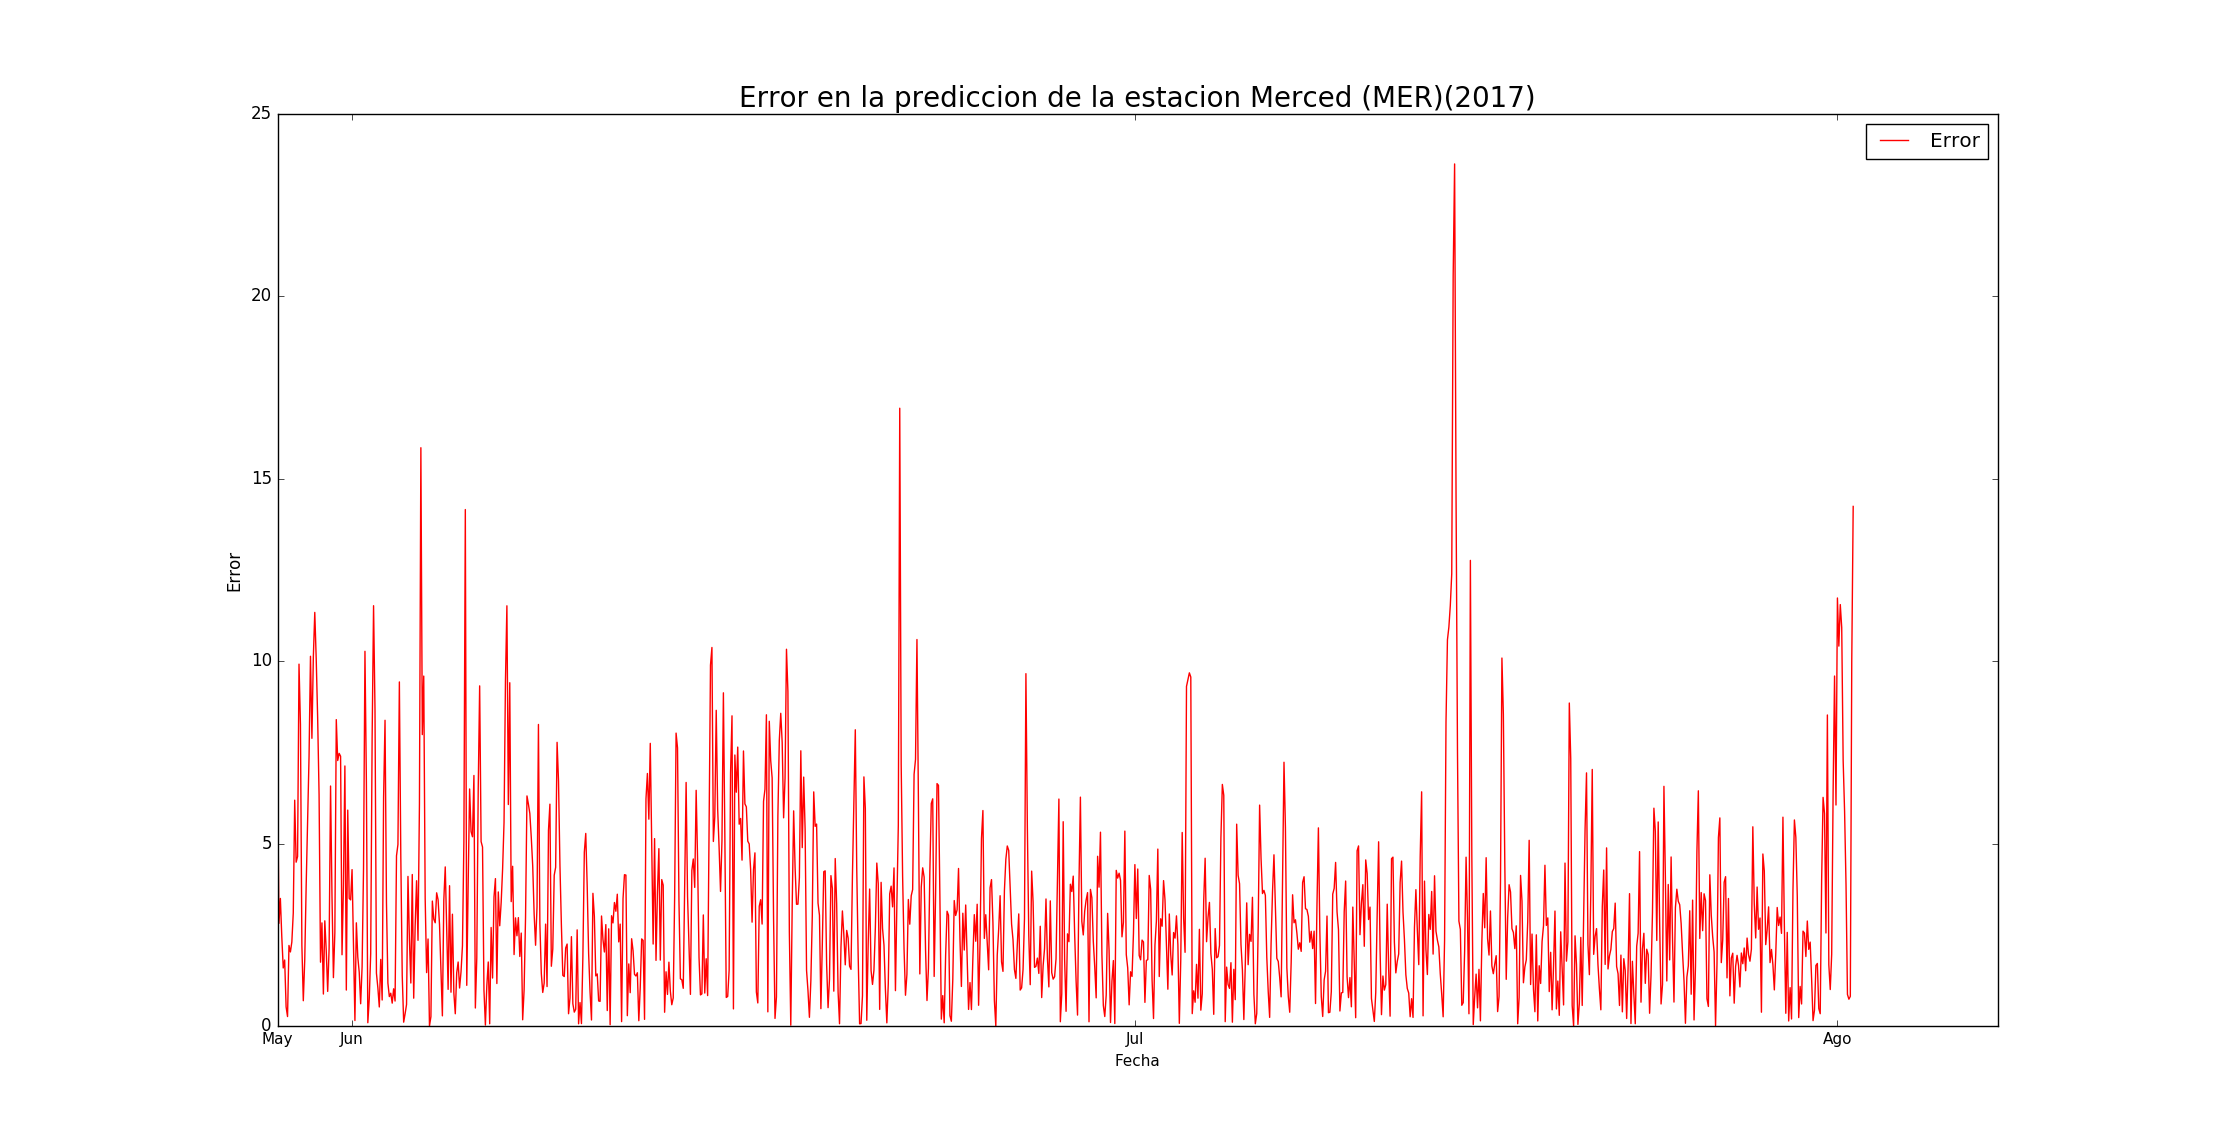 Error en la prediccion de la estacion Merced (MER)(2017)
25
Error
20
15
10
5
0
Error
May Jun Jul Ago
Fecha